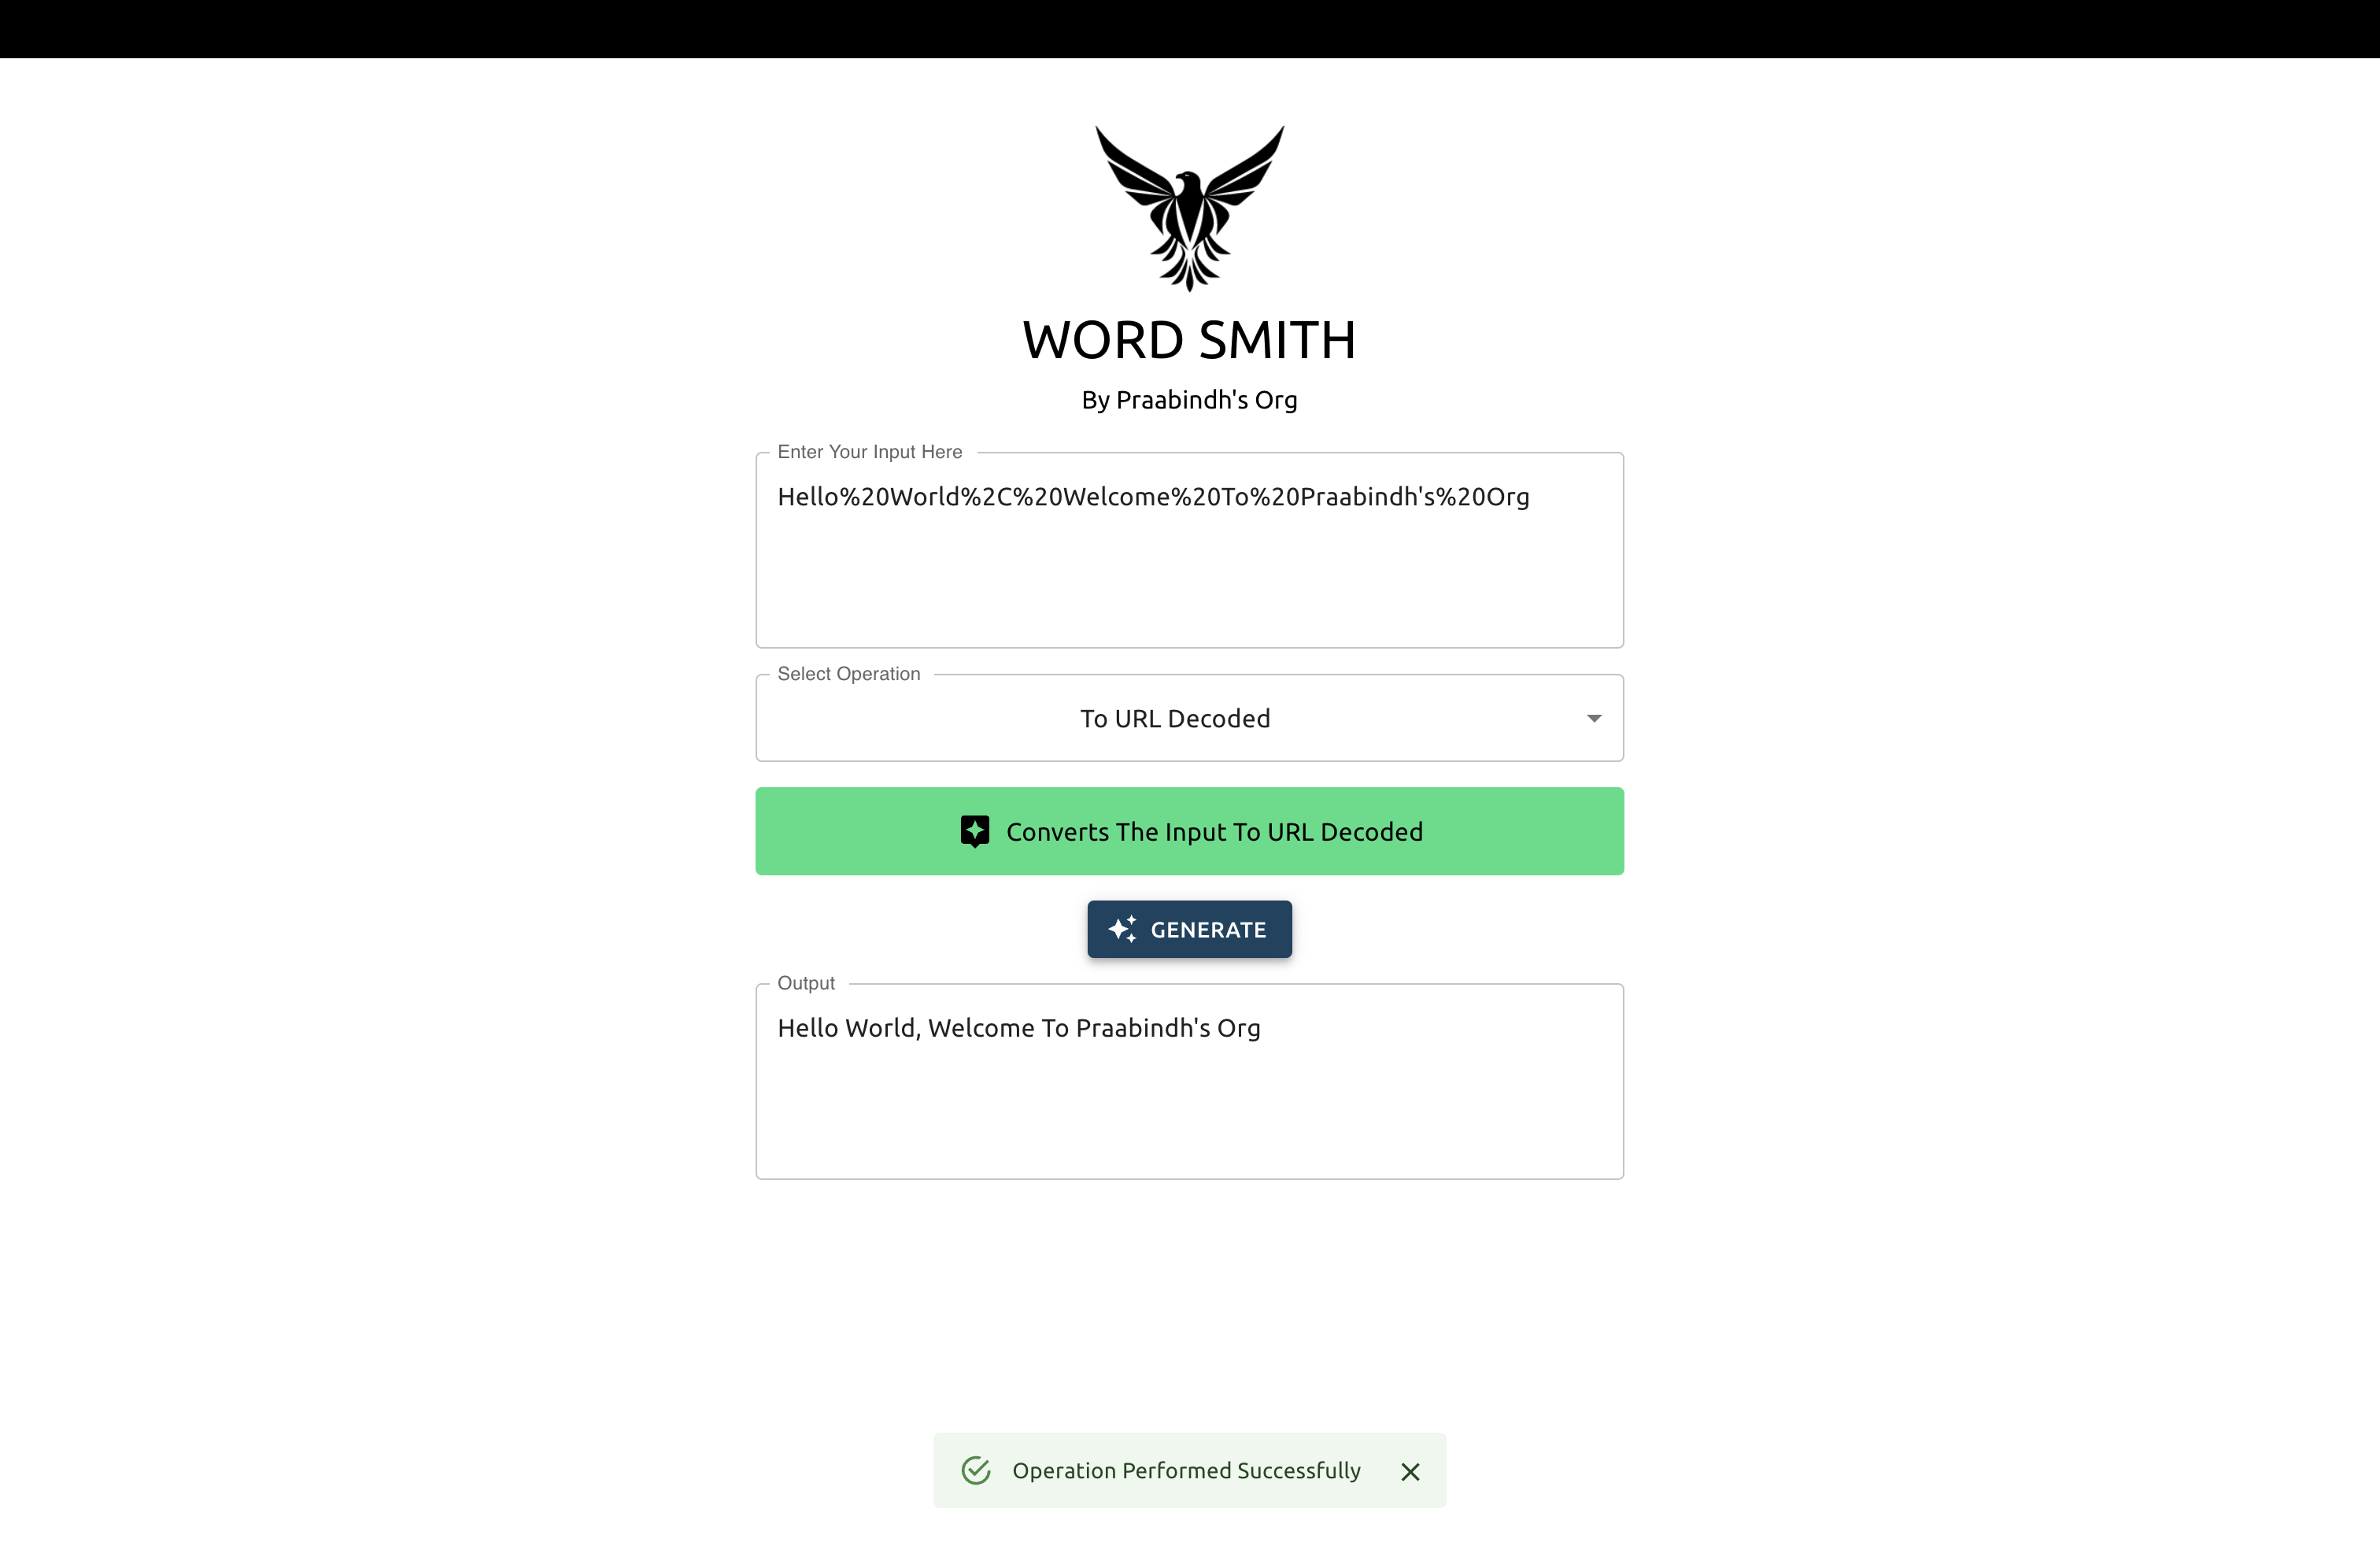 WORD SMITH
By Praabindh's Org
Enter Your Input Here
Hello%20World%2C%20Welcome%20To%20Praabindh's%20Org
Select Operation
To URL Decoded
Converts The Input To URL Decoded
GENERATE
Output
Hello World, Welcome To Praabindh's Org
Operation Performed Successfully